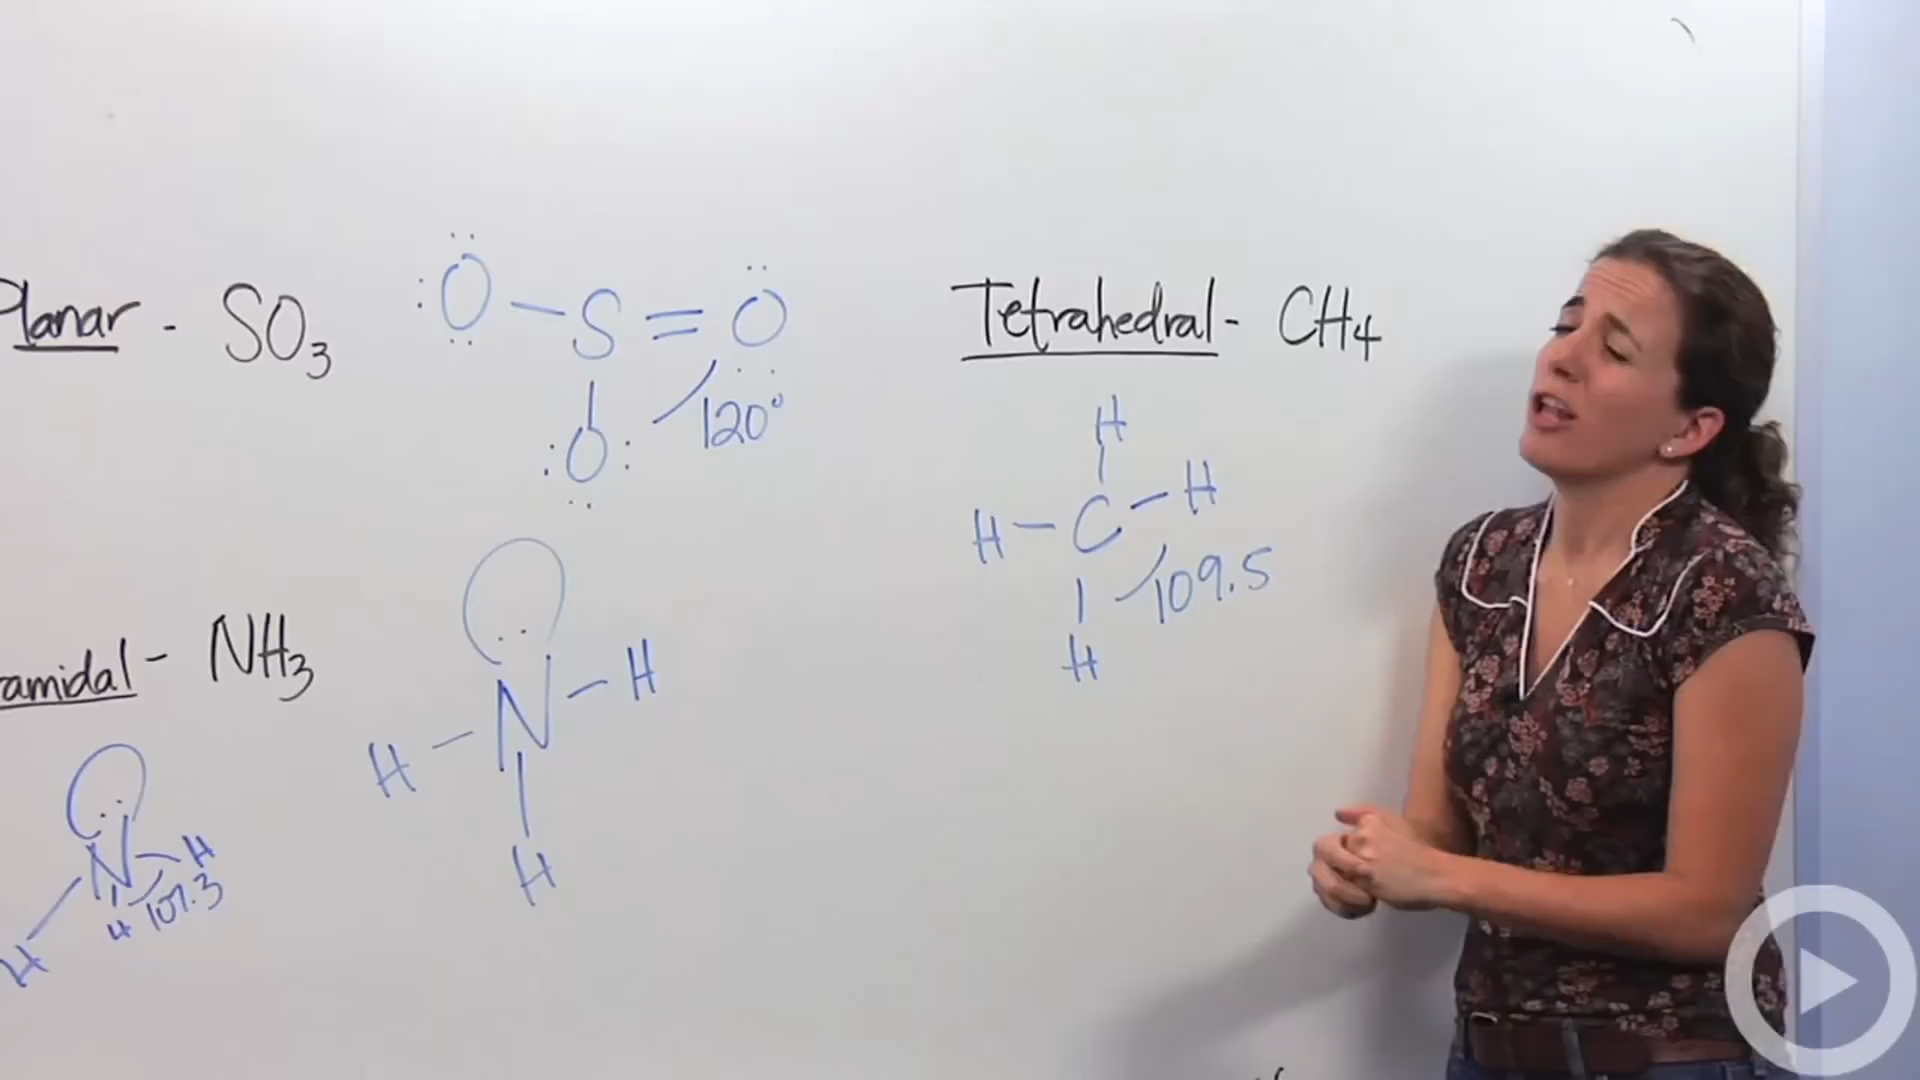 Planar - SO3
O - S = O
O
120°
Tetrahedral - CH4
H
H - C - H
H
109.5
amidal - NH3
N
H
H
H
107.3
N - H
H
H